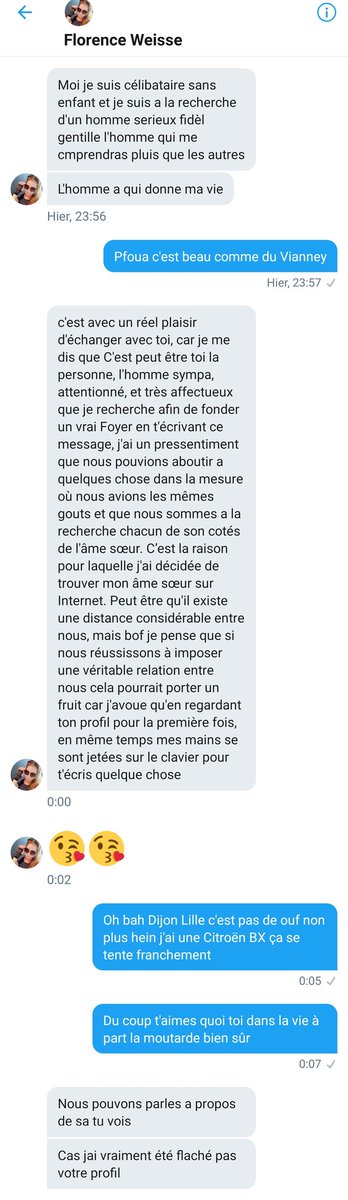 Florence Weisse
Moi je suis célibataire sans
enfant et je suis a la recherche
d'un homme serieux fidèl
gentille l'homme qui me
cmprendras pluis que les autres
L'homme a qui donne ma vie
Hier, 23:56
Pfoua c'est beau comme du Vianney
Hier, 23:57
c'est avec un réel plaisir
d'échanger avec toi, car je me
dis que C'est peut être toi la
personne, l'homme sympa,
attentionné, et très affectueux
que je recherche afin de fonder
un vrai Foyer en t'écrivant ce
message, j'ai un pressentiment
que nous pouvions aboutir a
quelques chose dans la mesure
où nous avions les mêmes
gouts et que nous sommes a la
recherche chacun de son cotés
de l'âme sœur. C’est la raison
pour laquelle j'ai décidée de
trouver mon âme sœur sur
Internet. Peut être qu'il existe
une distance considérable entre
nous, mais bof je pense que si
nous réussissons à imposer
une véritable relation entre
nous cela pourrait porter un
fruit car j'avoue qu'en regardant
ton profil pour la première fois,
en même temps mes mains se
sont jetées sur le clavier pour
t'écris quelque chose
0:00
0:02
Oh bah Dijon Lille c'est pas de ouf non
plus hein j'ai une Citroën BX ça se
tente franchement
0:05
Du coup t'aimes quoi toi dans la vie à
part la moutarde bien sûr
0:07
Nous pouvons parles a propos
de sa tu vois
Cas jai vraiment été flaché pas
votre profil